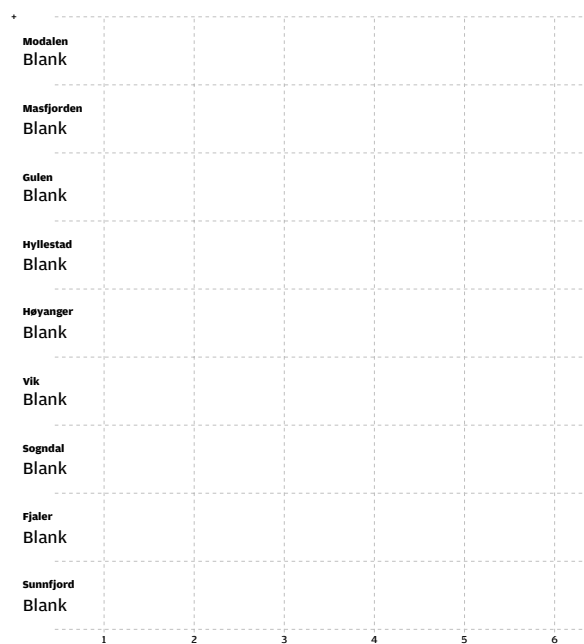 +
Modalen
Blank
Masfjorden
Blank
Gulen
Blank
Hyllestad
Blank
Høyanger
Blank
Vik
Blank
Sogndal
Blank
Fjaler
Blank
Sunnfjord
Blank
1 2 3 4 5 6